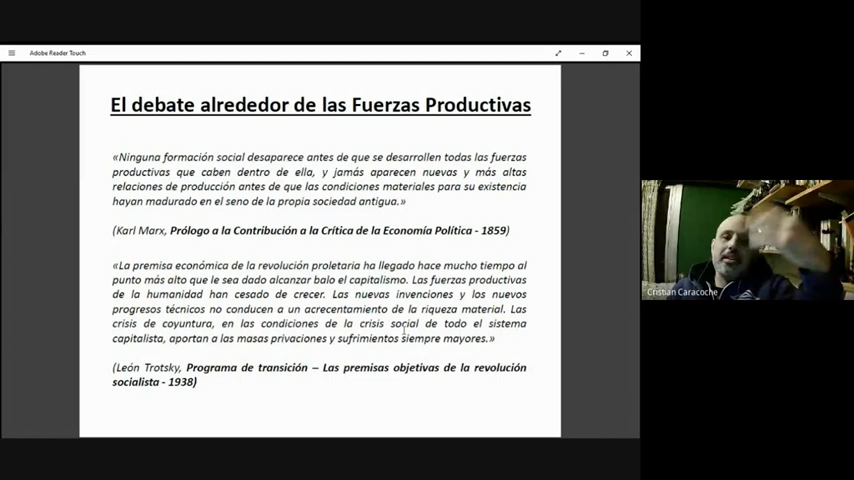 Adobe Reader Touch
El debate alrededor de las Fuerzas Productivas
«Ninguna formación social desaparece antes de que se desarrollen todas las fuerzas
productivas que caben dentro de ella, y jamás aparecen nuevas y más altas
relaciones de producción antes de que las condiciones materiales para su existencia
hayan madurado en el seno de la propia sociedad antigua.»
(Karl Marx, Prólogo a la Contribución a la Crítica de la Economía Política - 1859)
«La premisa económica de la revolución proletaria ha llegado hace mucho tiempo al
punto más alto que le sea dado alcanzar balo el capitalismo. Las fuerzas productivas
de la humanidad han cesado de crecer. Las nuevas invenciones y los nuevos
progresos técnicos no conducen a un acrecentamiento de la riqueza material. Las
crisis de coyuntura, en las condiciones de la crisis social de todo el sistema
capitalista, aportan a las masas privaciones y sufrimientos siempre mayores.»
(León Trotsky, Programa de transición – Las premisas objetivas de la revolución
socialista - 1938)
Cristian Caracoche